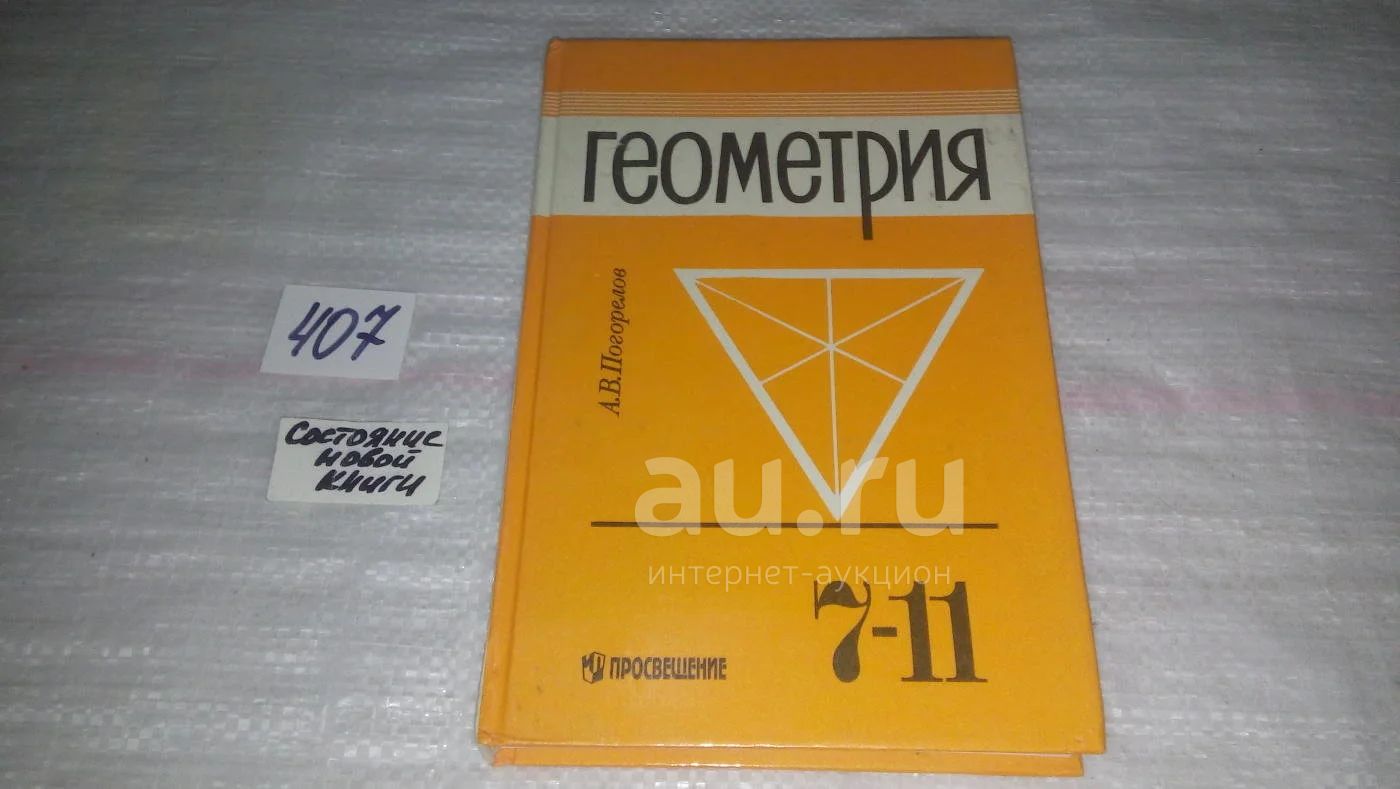 геометрия
А.В.Погорелов
407
Состояние
новой
книги
au.ru
интернет-аукцион
7-11
ПРОСВЕЩЕНИЕ